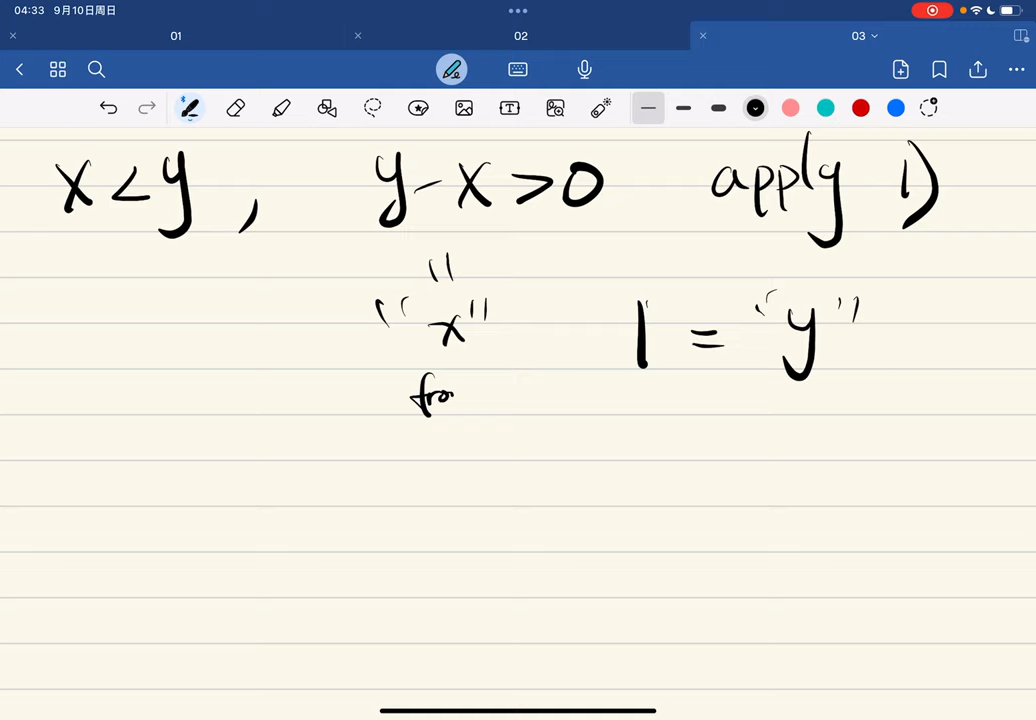 04:33 9月10日周日
01 02 03
x < y , y - x > 0 apply 1)
"
"x" 1 = "y"
fro